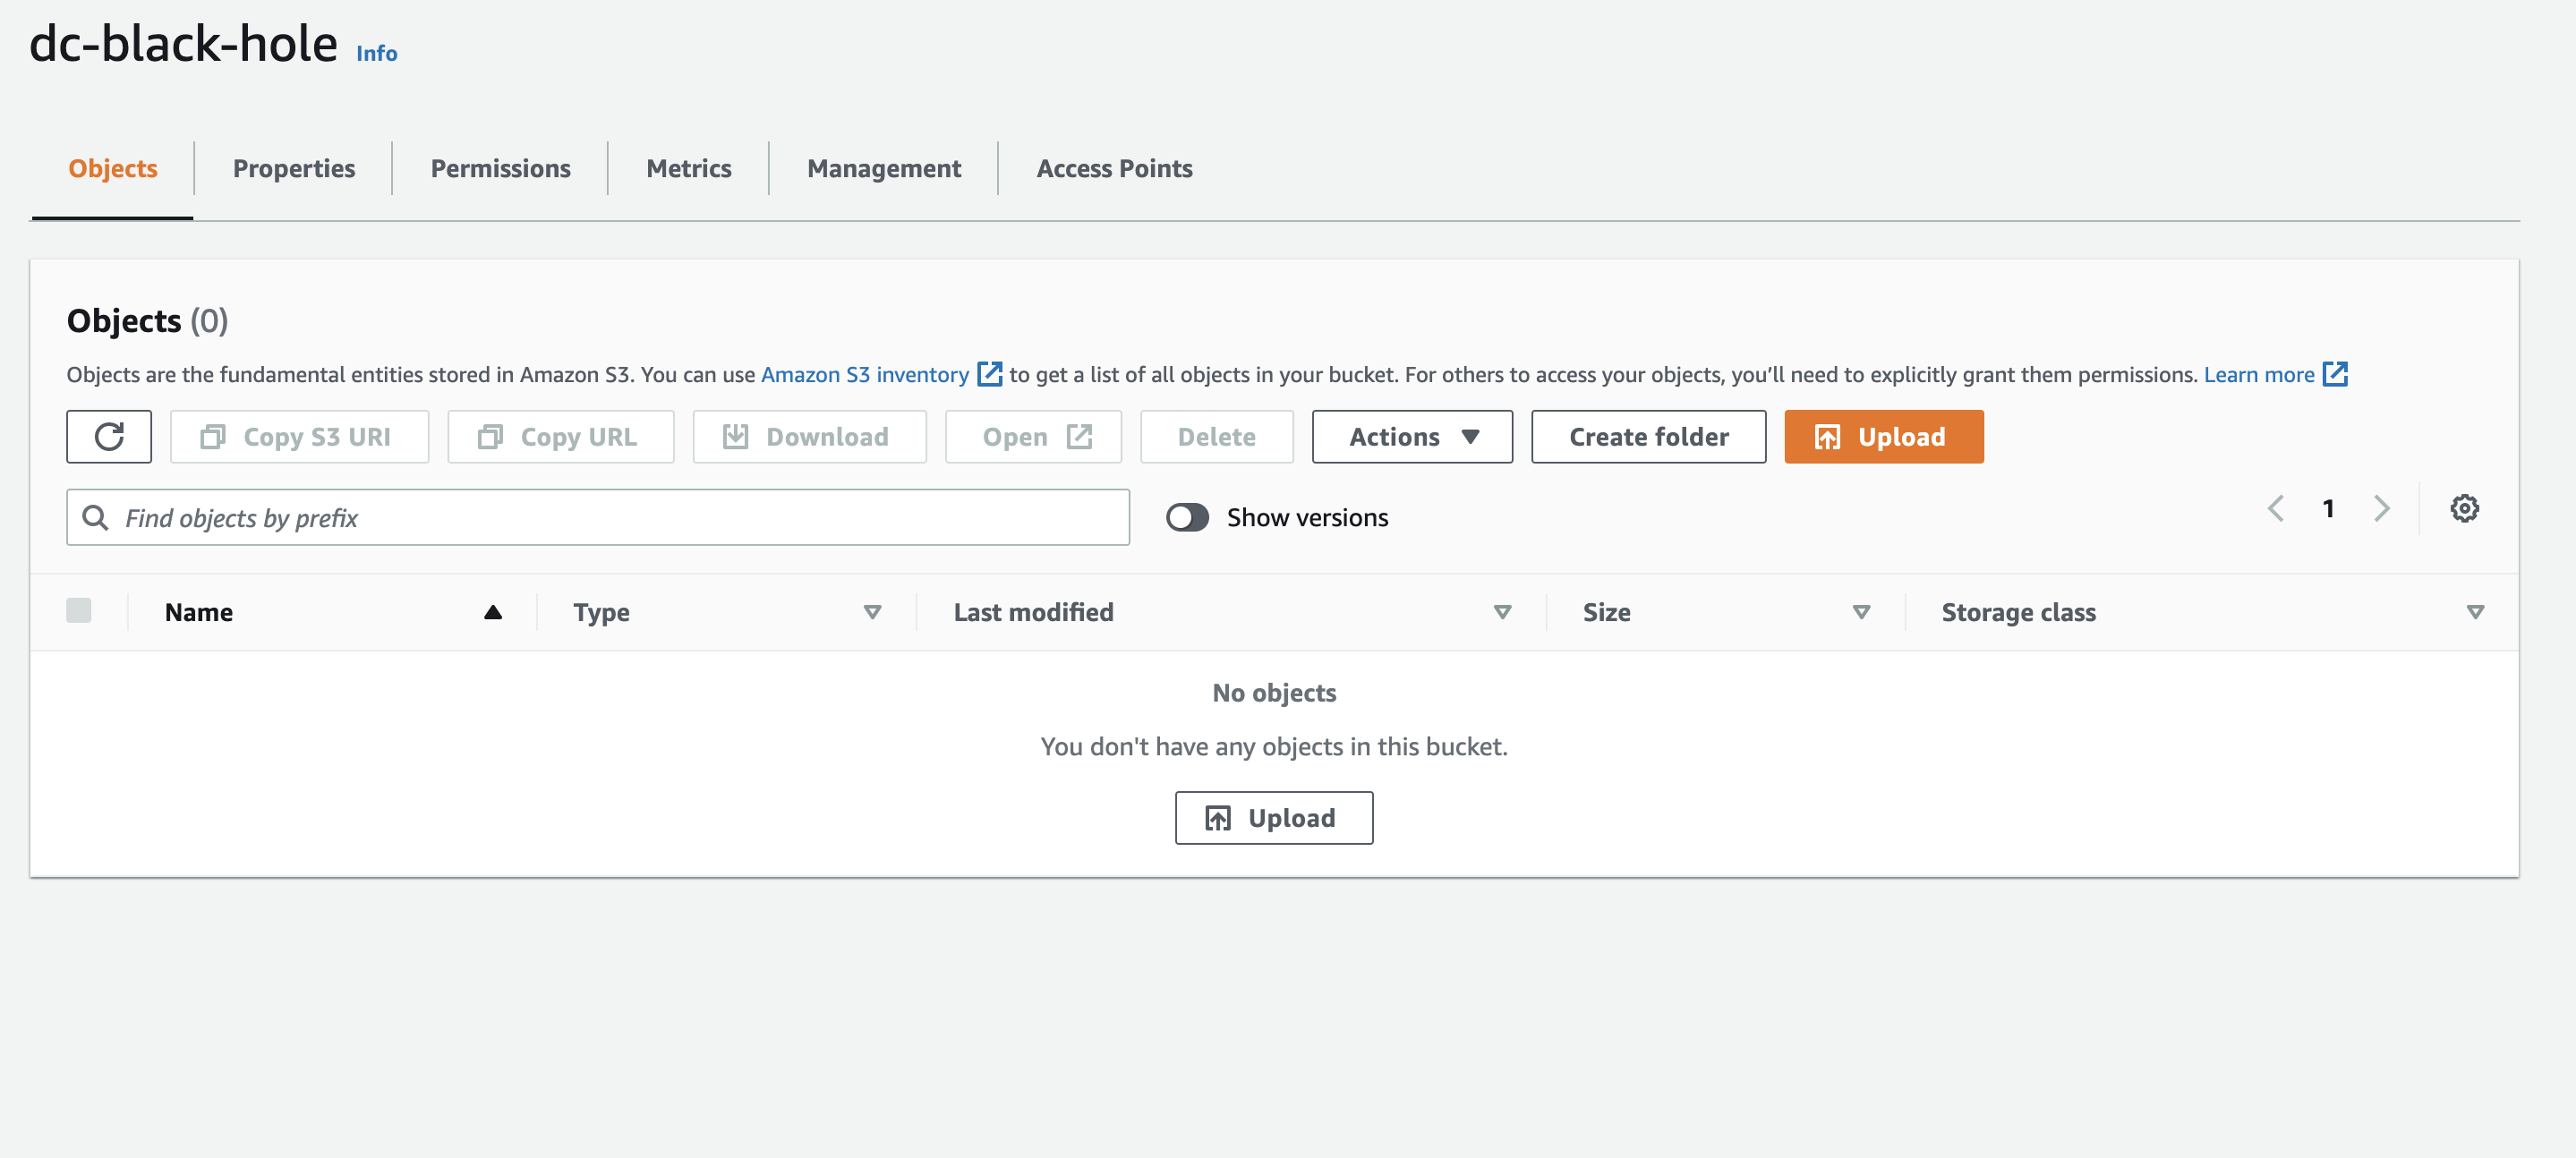 dc-black-hole Info
Objects Properties Permissions Metrics Management Access Points
Objects (0)
Objects are the fundamental entities stored in Amazon S3. You can use Amazon S3 inventory to get a list of all objects in your bucket. For others to access your objects, you’ll need to explicitly grant them permissions. Learn more
Copy S3 URI Copy URL Download Open Delete Actions Create folder Upload
Find objects by prefix Show versions 1
Name Type Last modified Size Storage class
No objects
You don't have any objects in this bucket.
Upload